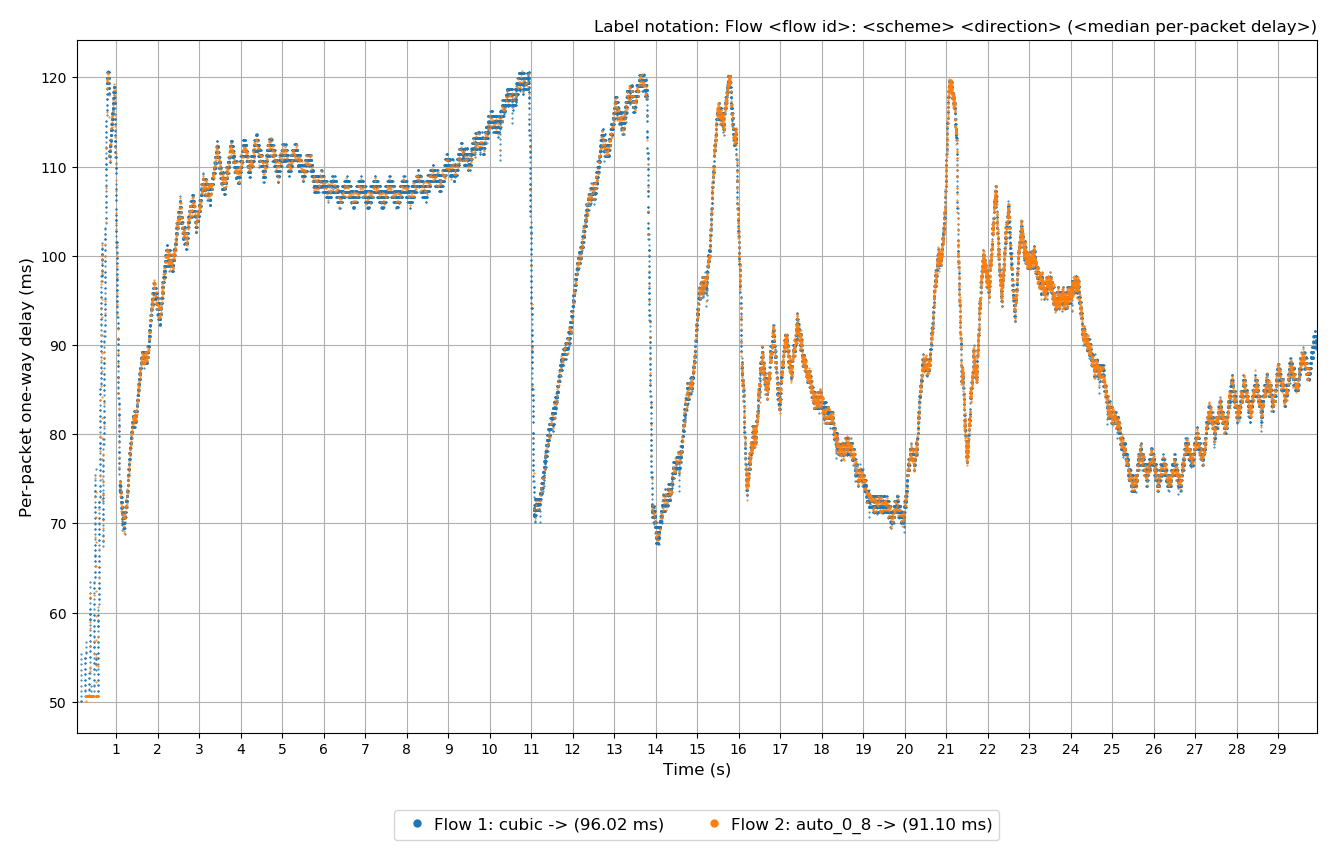 Label notation: Flow <flow id>: <scheme> <direction> (<median per-packet delay>)
Per-packet one-way delay (ms)
120
110
100
90
80
70
60
50
1 2 3 4 5 6 7 8 9 10 11 12 13 14 15 16 17 18 19 20 21 22 23 24 25 26 27 28 29
Time (s)
Flow 1: cubic -> (96.02 ms) Flow 2: auto_0_8 -> (91.10 ms)